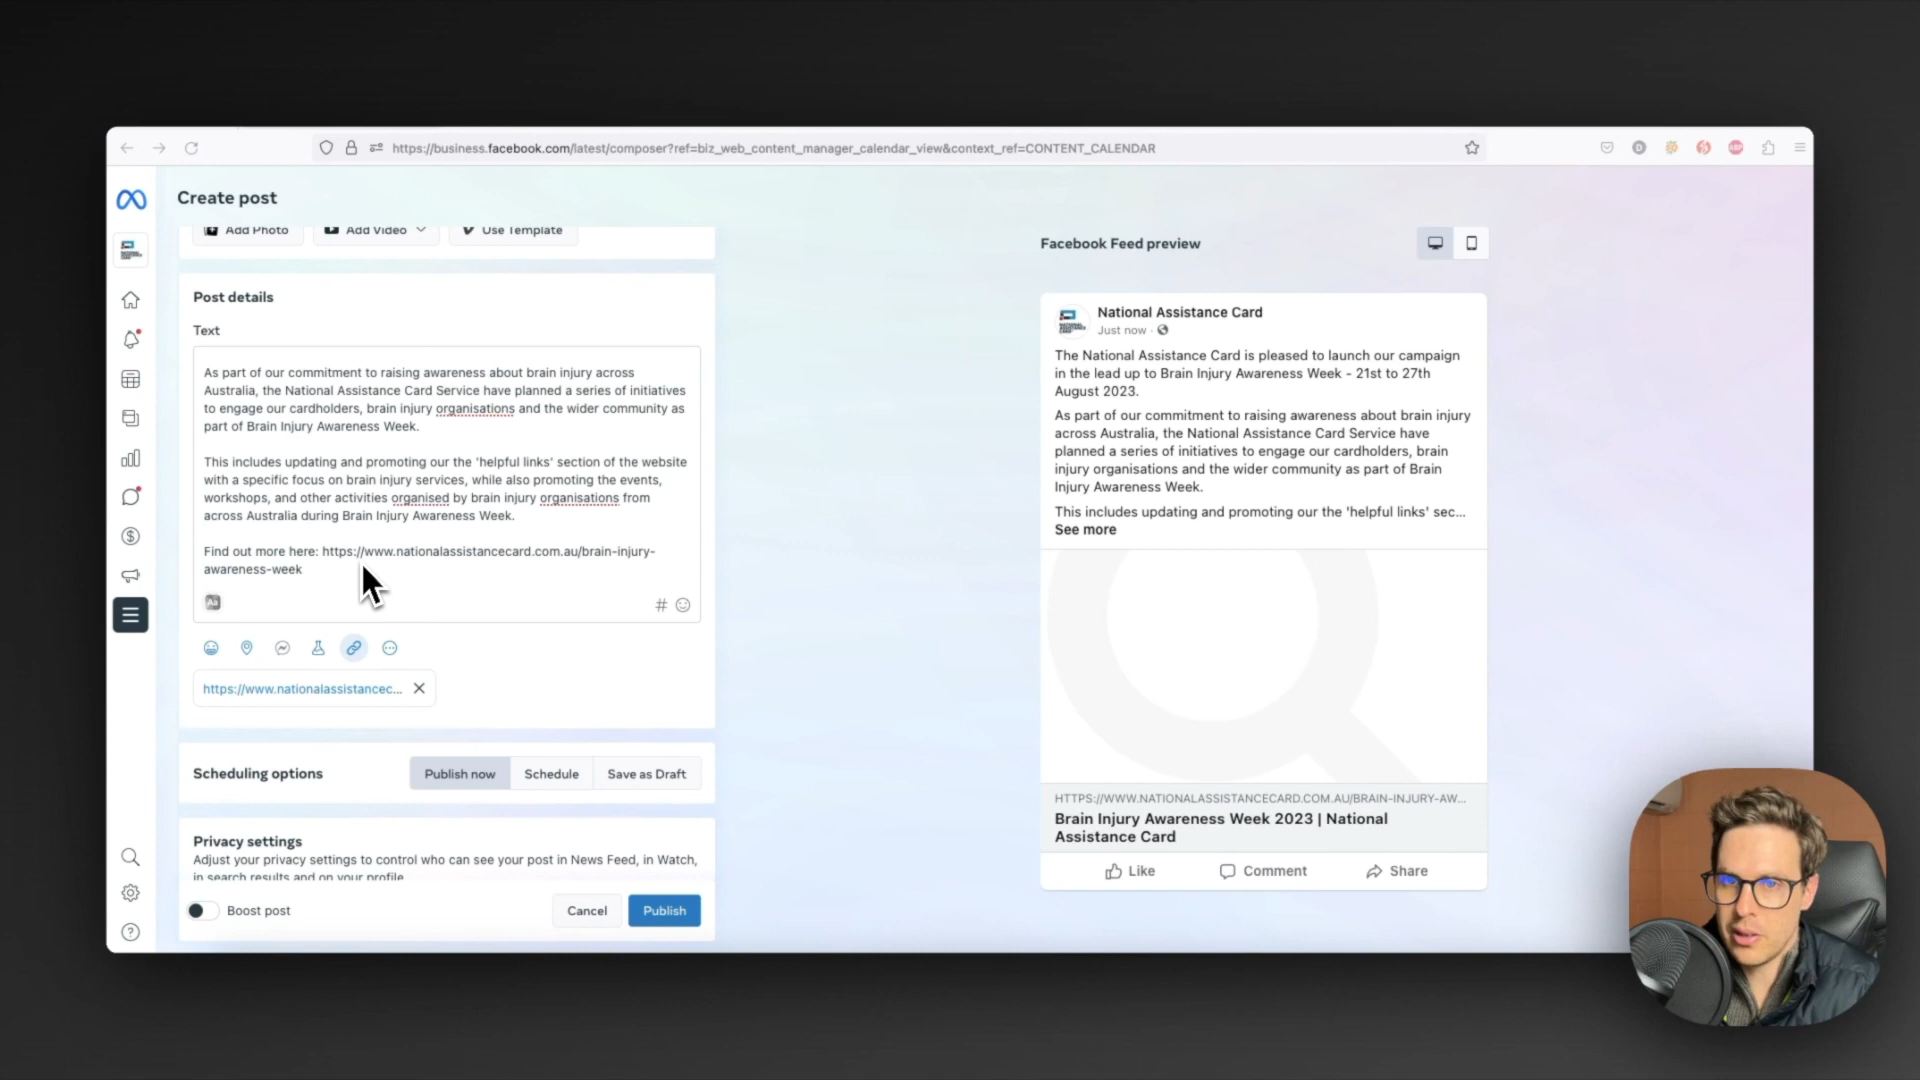 https://business.facebook.com/latest/composer?ref=biz_web_content_manager_calendar_view&context_ref=CONTENT_CALENDAR
Create post
Add Photo
Add Video
Use Template
Post details
Text
As part of our commitment to raising awareness about brain injury across
Australia, the National Assistance Card Service have planned a series of initiatives
to engage our cardholders, brain injury organisations and the wider community as
part of Brain Injury Awareness Week.
This includes updating and promoting our the 'helpful links' section of the website
with a specific focus on brain injury services, while also promoting the events,
workshops, and other activities organised by brain injury organisations from
across Australia during Brain Injury Awareness Week.
Find out more here: https://www.nationalassistancecard.com.au/brain-injury-
awareness-week
Aa
#
https://www.nationalassistancec...
Scheduling options
Publish now
Schedule
Save as Draft
Privacy settings
Adjust your privacy settings to control who can see your post in News Feed, in Watch,
in search results and on your profile
Boost post
Cancel
Publish
Facebook Feed preview
National Assistance Card
Just now ·
The National Assistance Card is pleased to launch our campaign
in the lead up to Brain Injury Awareness Week - 21st to 27th
August 2023.
As part of our commitment to raising awareness about brain injury
across Australia, the National Assistance Card Service have
planned a series of initiatives to engage our cardholders, brain
injury organisations and the wider community as part of Brain
Injury Awareness Week.
This includes updating and promoting our the 'helpful links' sec...
See more
HTTPS://WWW.NATIONALASSISTANCECARD.COM.AU/BRAIN-INJURY-AW...
Brain Injury Awareness Week 2023 | National
Assistance Card
Like
Comment
Share